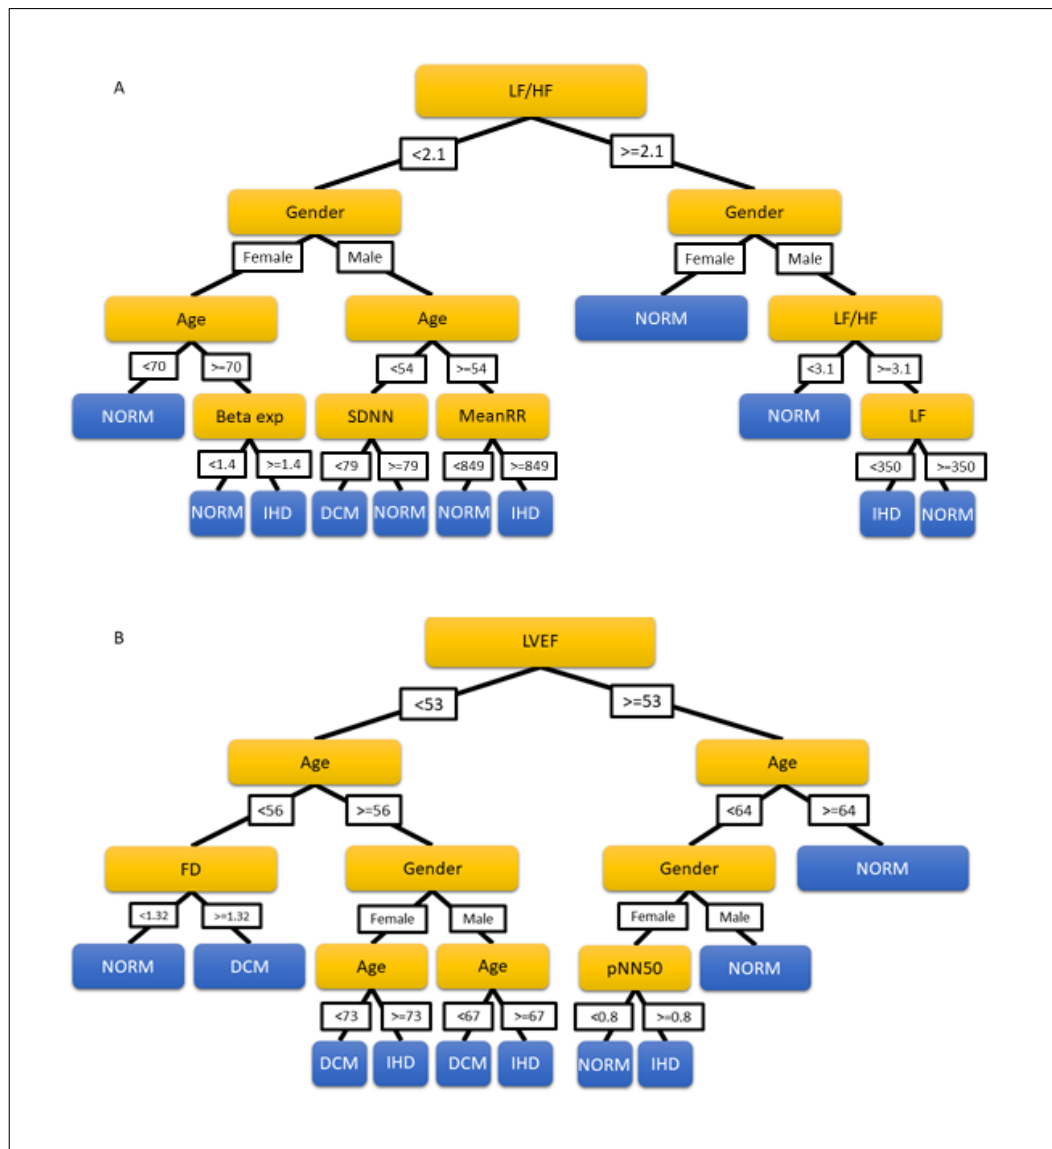 A
LF/HF
<2.1 >=2.1
Gender Gender
Female Male Female Male
Age Age NORM LF/HF
<70 >=70 <54 >=54 <3.1 >=3.1
NORM Beta exp SDNN MeanRR NORM LF
<1.4 >=1.4 <79 >=79 <849 >=849 <350 >=350
NORM IHD DCM NORM NORM IHD IHD NORM
B
LVEF
<53 >=53
Age Age
<56 >=56 <64 >=64
FD Gender Gender NORM
<1.32 >=1.32 Female Male Female Male
NORM DCM Age Age pNN50 NORM
<73 >=73 <67 >=67 <0.8 >=0.8
DCM IHD DCM IHD NORM IHD